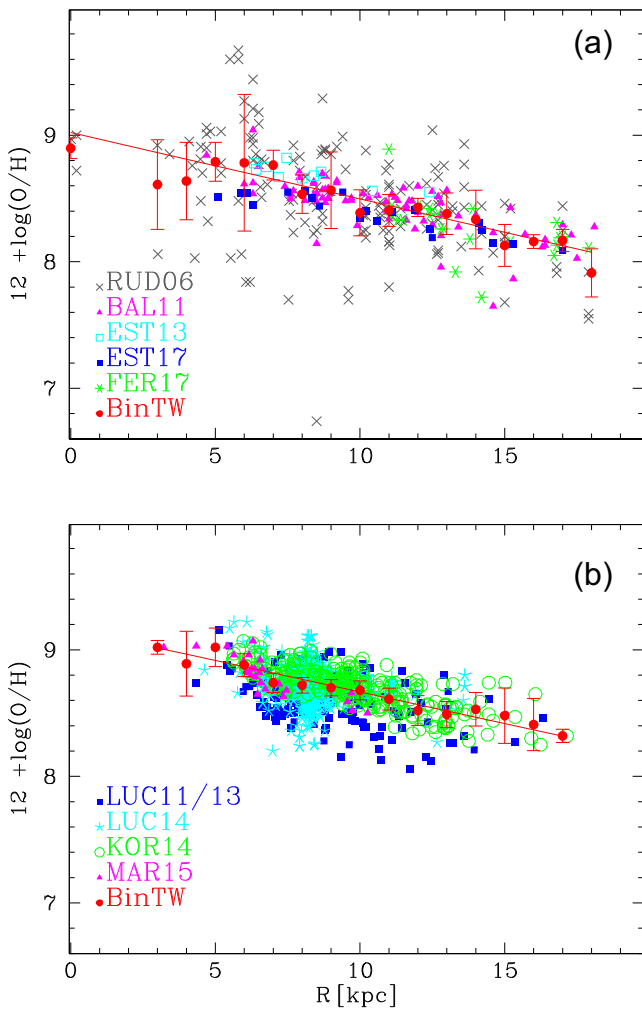 (a)
9
8
7
12 +log(O/H)
RUD06
BAL11
EST13
EST17
FER17
BinTW
0 5 10 15
(b)
9
8
7
12 +log(O/H)
LUC11/13
LUC14
KOR14
MAR15
BinTW
0 5 10 15
R[kpc]